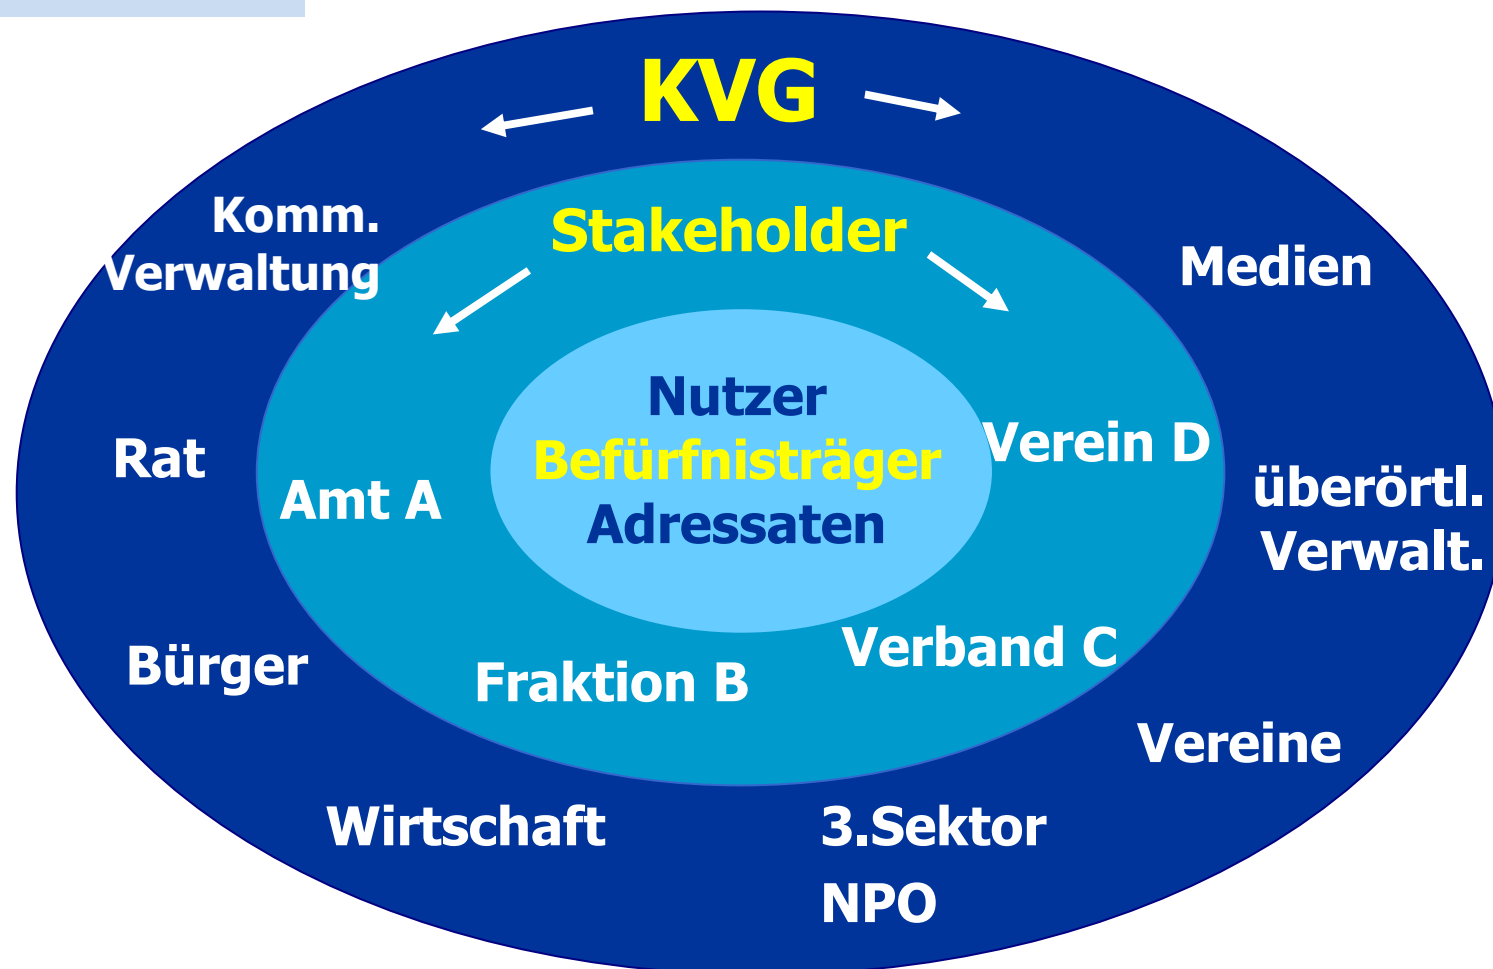 KVG
Komm.
Verwaltung
Stakeholder
Medien
Nutzer
Befürfnisträger
Adressaten
Rat
Amt A
Verein D
überörtl.
Verwalt.
Bürger
Fraktion B
Verband C
Vereine
Wirtschaft
3.Sektor
NPO